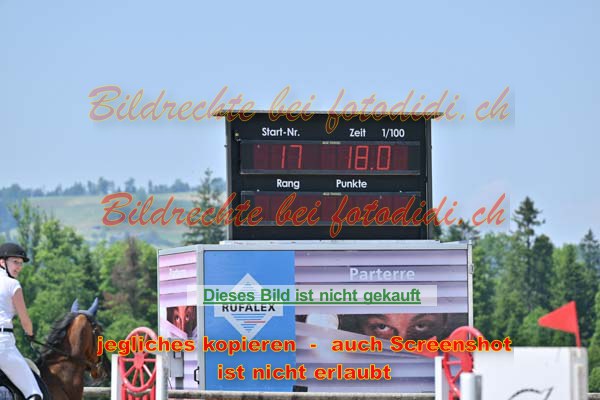 Bildrechte bei fotodidi.ch
Start-Nr. Zeit 1/100
17 18.0
Rang Punkte
Bildrechte bei fotodidi.ch
Parterre
Dieses Bild ist nicht gekauft
RUFALEX
jegliches kopieren - auch Screenshot
ist nicht erlaubt